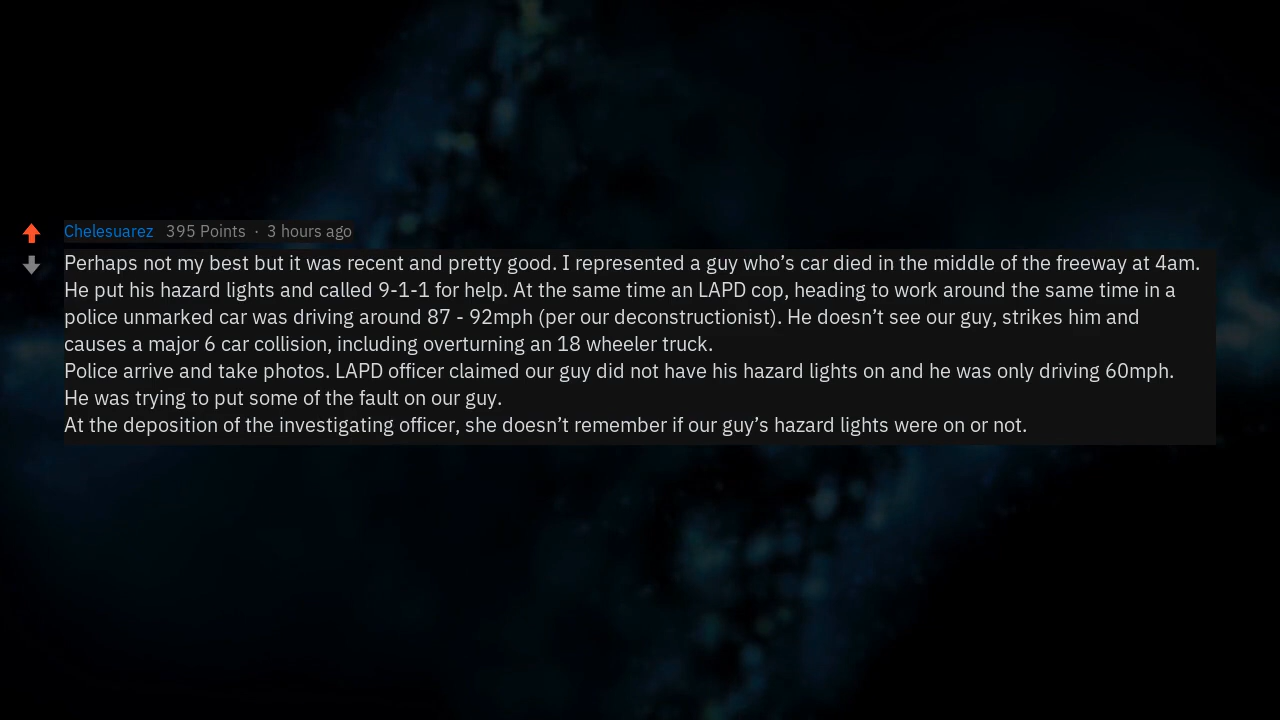 Chelesuarez 395 Points · 3 hours ago
Perhaps not my best but it was recent and pretty good. I represented a guy who’s car died in the middle of the freeway at 4am.
He put his hazard lights and called 9-1-1 for help. At the same time an LAPD cop, heading to work around the same time in a
police unmarked car was driving around 87 - 92mph (per our deconstructionist). He doesn’t see our guy, strikes him and
causes a major 6 car collision, including overturning an 18 wheeler truck.
Police arrive and take photos. LAPD officer claimed our guy did not have his hazard lights on and he was only driving 60mph.
He was trying to put some of the fault on our guy.
At the deposition of the investigating officer, she doesn’t remember if our guy’s hazard lights were on or not.